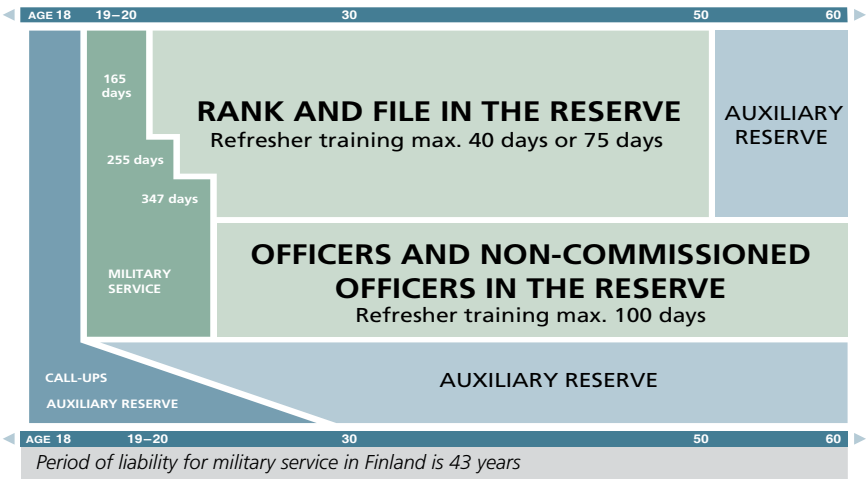 AGE 18 19–20 30 50 60
165
days
255 days
347 days
MILITARY
SERVICE
RANK AND FILE IN THE RESERVE
Refresher training max. 40 days or 75 days
AUXILIARY
RESERVE
OFFICERS AND NON-COMMISSIONED
OFFICERS IN THE RESERVE
Refresher training max. 100 days
CALL-UPS
AUXILIARY RESERVE
AUXILIARY RESERVE
AGE 18 19–20 30 50 60
Period of liability for military service in Finland is 43 years